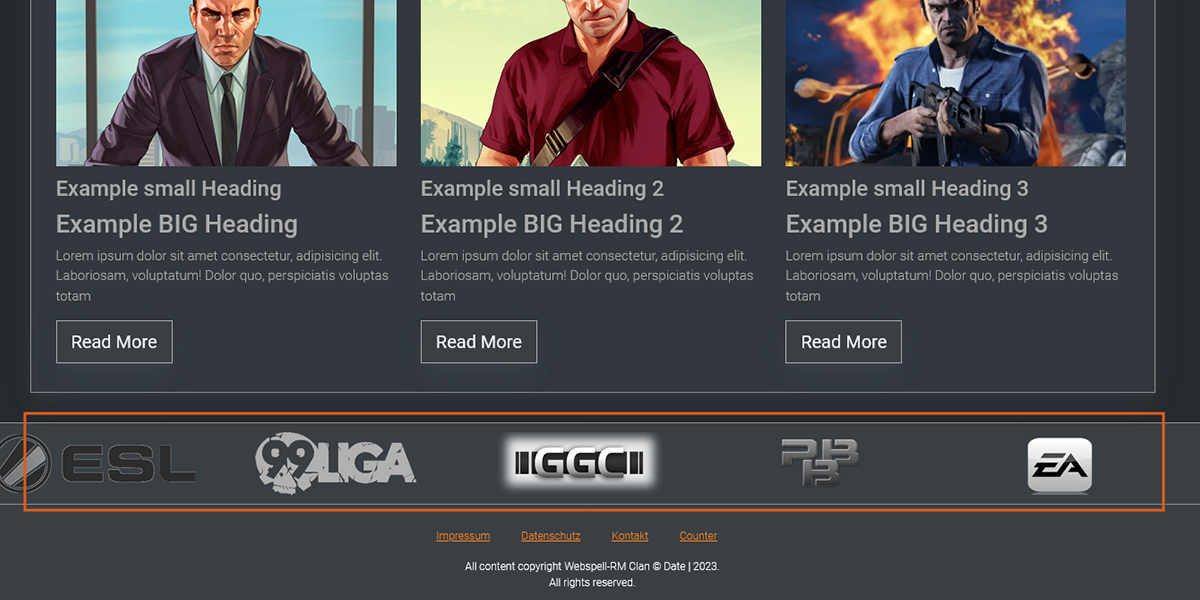 Example small Heading
Example BIG Heading
Lorem ipsum dolor sit amet consectetur, adipisicing elit.
Laboriosam, voluptatum! Dolor quo, perspiciatis voluptas
totam
Read More
Example small Heading 2
Example BIG Heading 2
Lorem ipsum dolor sit amet consectetur, adipisicing elit.
Laboriosam, voluptatum! Dolor quo, perspiciatis voluptas
totam
Read More
Example small Heading 3
Example BIG Heading 3
Lorem ipsum dolor sit amet consectetur, adipisicing elit.
Laboriosam, voluptatum! Dolor quo, perspiciatis voluptas
totam
Read More
ESL
99LIGA
GGC
PBB
EA
Impressum Datenschutz Kontakt Counter
All content copyright Webspell-RM Clan © Date | 2023.
All rights reserved.